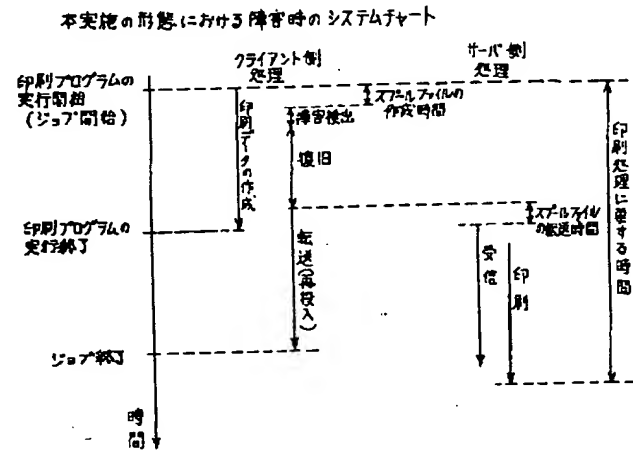 本実施の形態における障害時のシステムチャート
クライアント側
処理
サーバ側
処理
印刷プログラムの
実行開始
(ジョブ開始)
スプールファイルの
作成時間
障害検出
印刷データの作成
復旧
印刷処理に要する時間
スプールファイル
の転送時間
印刷プログラムの
実行終了
転送(再投入)
受信
印刷
ジョブ終了
時間